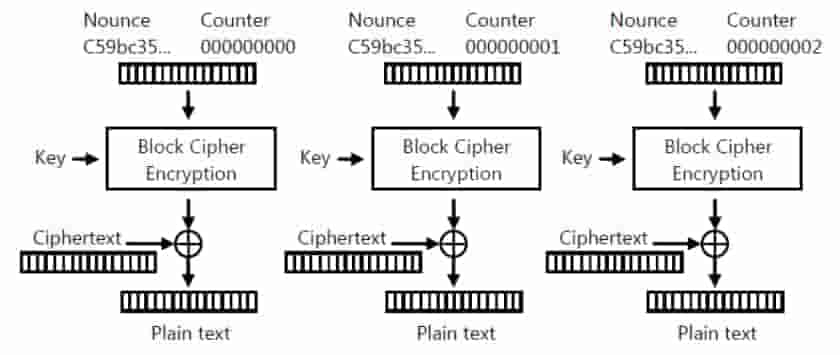 Nounce Counter Nounce Counter Nounce Counter
C59bc35... 000000000 C59bc35... 000000001 C59bc35... 000000002
Key Block Cipher Encryption Key Block Cipher Encryption Key Block Cipher Encryption
Ciphertext Ciphertext Ciphertext
Plain text Plain text Plain text